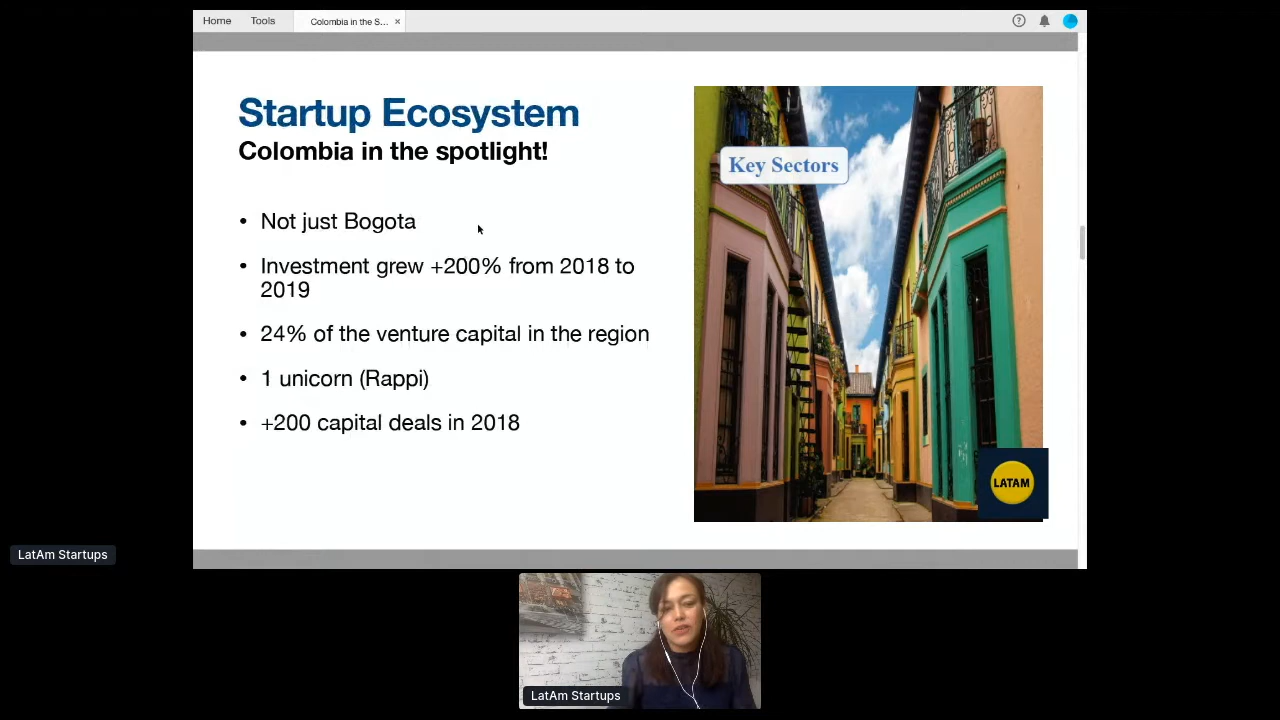 Home Tools Colombia in the S... ×
Startup Ecosystem
Colombia in the spotlight!
• Not just Bogota
• Investment grew +200% from 2018 to
2019
• 24% of the venture capital in the region
• 1 unicorn (Rappi)
• +200 capital deals in 2018
Key Sectors
LATAM
LatAm Startups
LatAm Startups